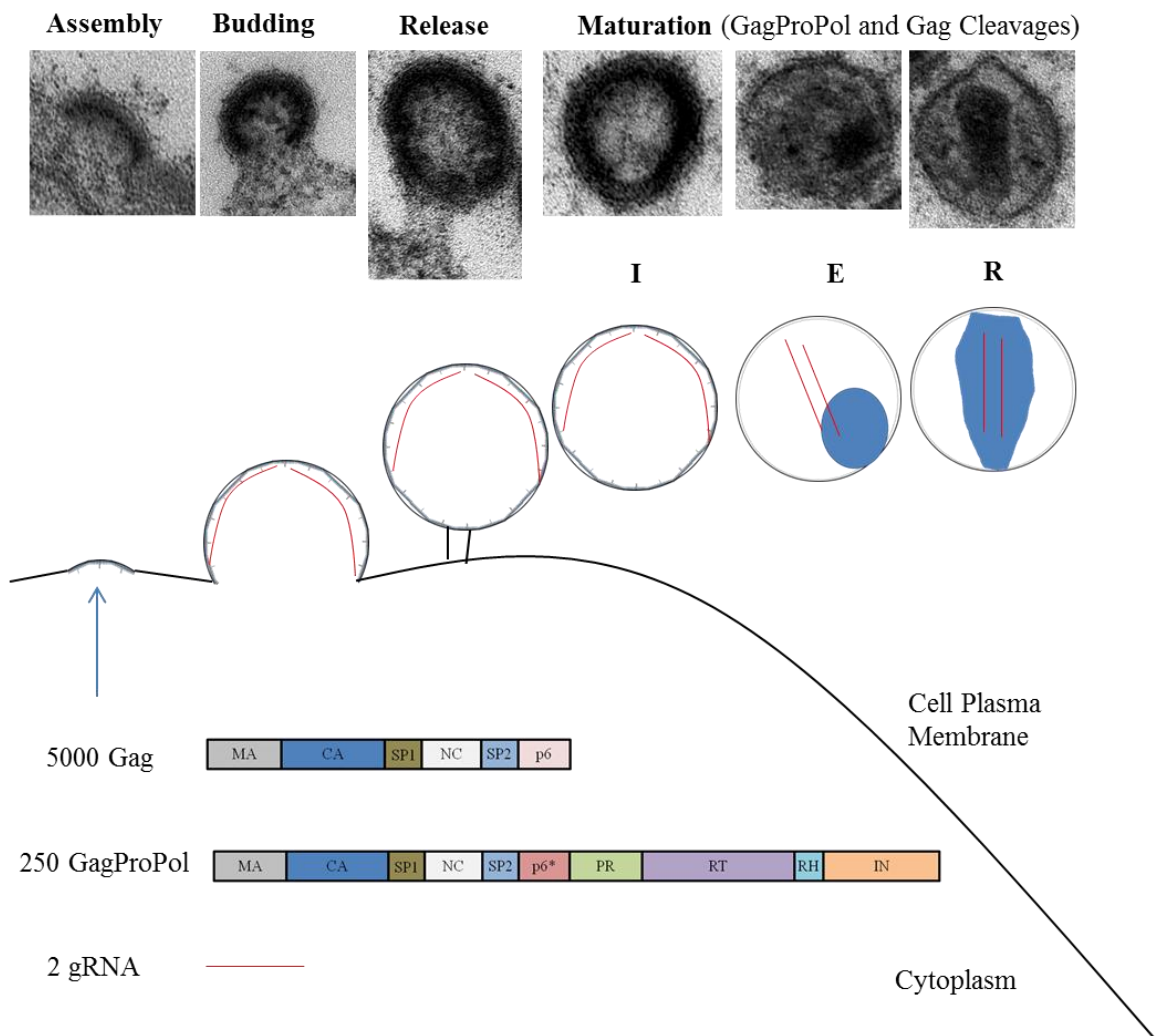 Assembly
Budding
Release
Maturation (GagProPol and Gag Cleavages)
I
E
R
Cell Plasma
Membrane
5000 Gag
MA CA SP1 NC SP2 p6
250 GagProPol
MA CA SP1 NC SP2 p6* PR RT RH IN
2 gRNA
Cytoplasm